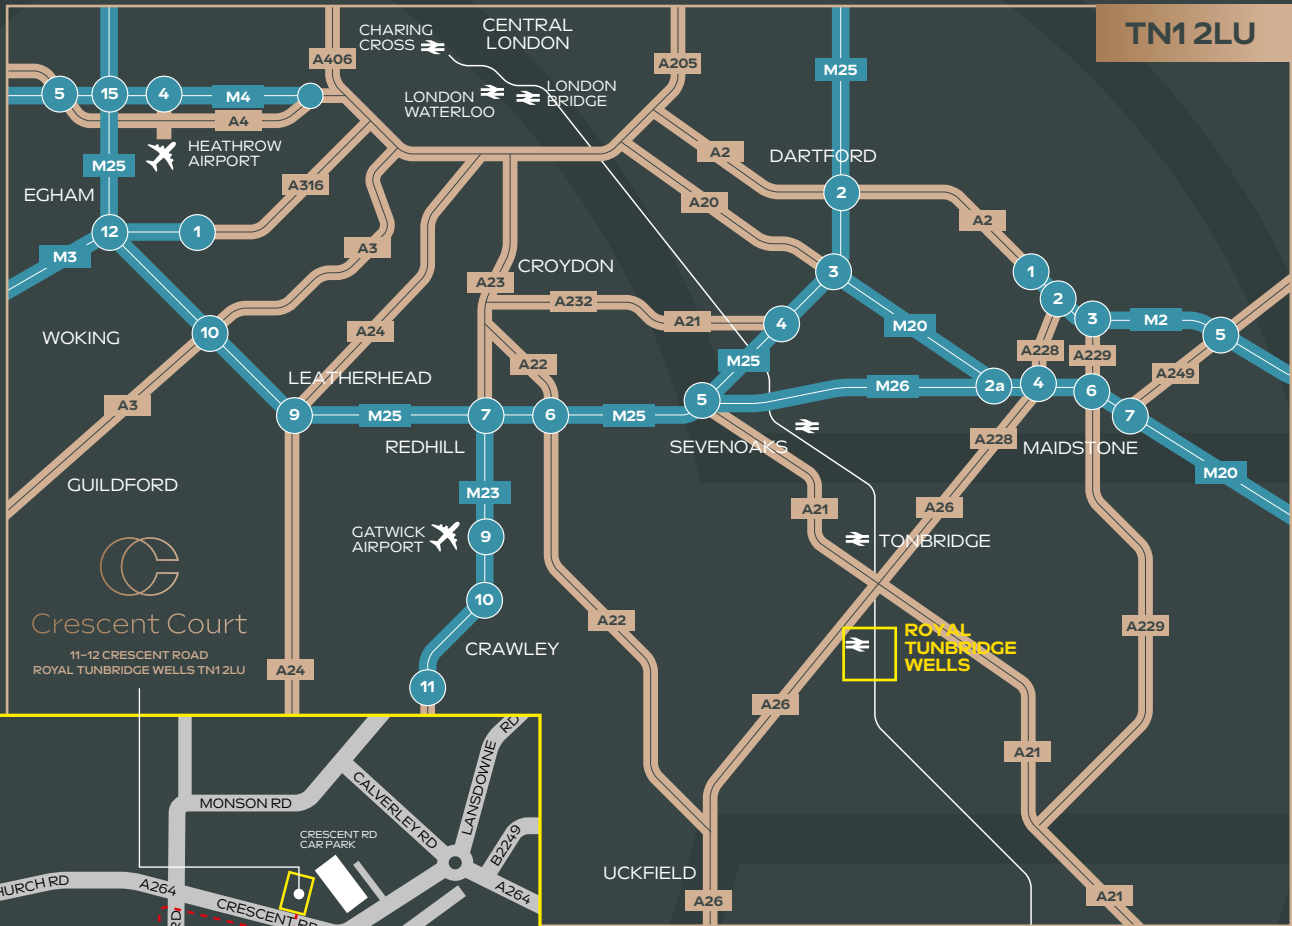 TN1 2LU
CHARING
CROSS
CENTRAL
LONDON
A406
A205
M25
5
15
4
M4
A4
LONDON
WATERLOO
LONDON
BRIDGE
HEATHROW
AIRPORT
M25
EGHAM
A316
A2
DARTFORD
2
A20
A2
12
1
M3
A3
CROYDON
3
1
A23
A232
A21
4
2
3
M2
5
WOKING
10
A24
M20
M25
A228
A229
A249
A22
LEATHERHEAD
A3
9
M25
7
6
M25
5
M26
2a
4
6
7
REDHILL
SEVENOAKS
A228
MAIDSTONE
M20
GUILDFORD
M23
A21
A26
GATWICK
AIRPORT
9
TONBRIDGE
10
Crescent Court
11–12 CRESCENT ROAD
ROYAL TUNBRIDGE WELLS TN1 2LU
A22
A229
CRAWLEY
ROYAL
TUNBRIDGE
WELLS
A24
11
A26
A21
MONSON RD
CALVERLEY RD
LANSDOWNE RD
CRESCENT RD
CAR PARK
B2249
HURCH RD
A264
CRESCENT RD
A264
RD
UCKFIELD
A26
A21